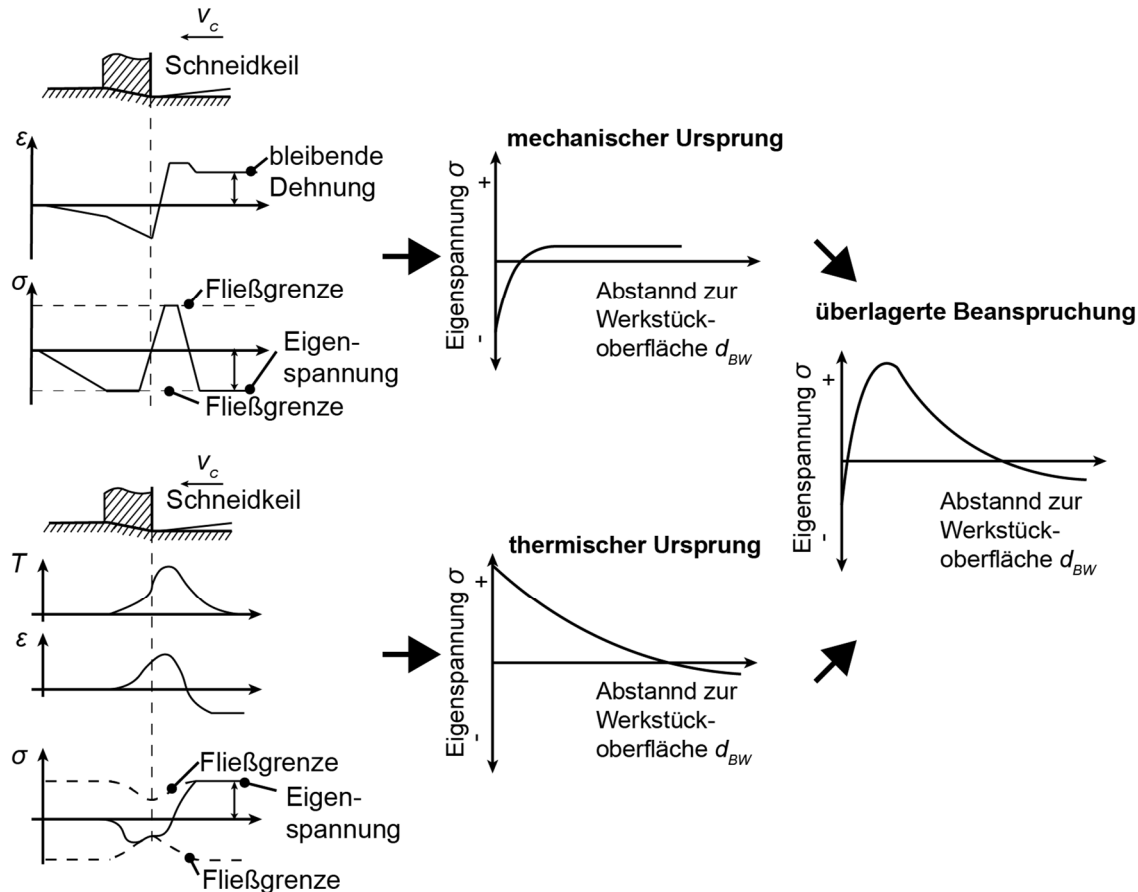 v_c
Schneidkeil
ε
bleibende
Dehnung
σ
Fließgrenze
Eigen-
spannung
Fließgrenze
mechanischer Ursprung
Eigenspannung σ
+
-
Abstannd zur
Werkstück-
oberfläche d_BW
v_c
Schneidkeil
T
ε
σ
Fließgrenze
Eigen-
spannung
Fließgrenze
thermischer Ursprung
Eigenspannung σ
+
-
Abstannd zur
Werkstück-
oberfläche d_BW
überlagerte Beanspruchung
Eigenspannung σ
+
-
Abstannd zur
Werkstück-
oberfläche d_BW